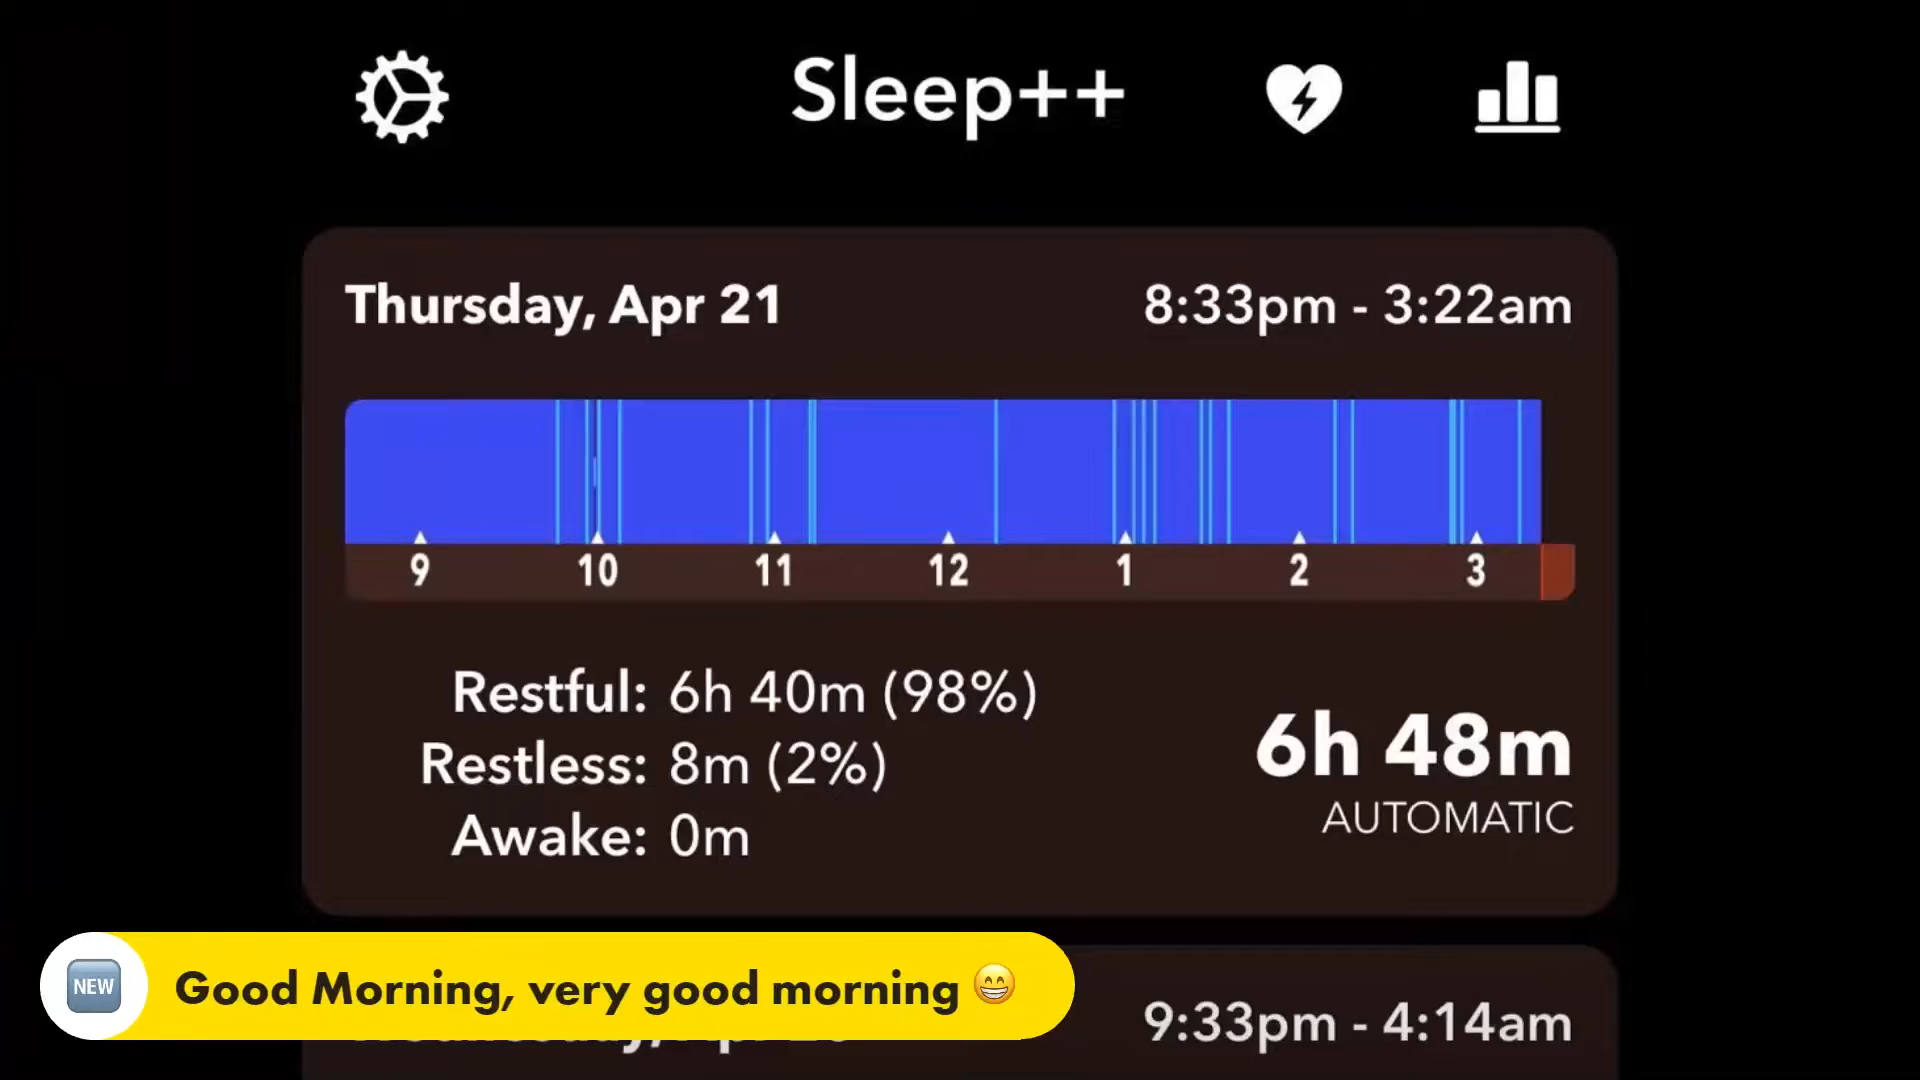 Sleep++
Thursday, Apr 21
8:33pm - 3:22am
9 10 11 12 1 2 3
Restful: 6h 40m (98%)
Restless: 8m (2%)
Awake: 0m
6h 48m
AUTOMATIC
NEW
Good Morning, very good morning 😁
9:33pm - 4:14am